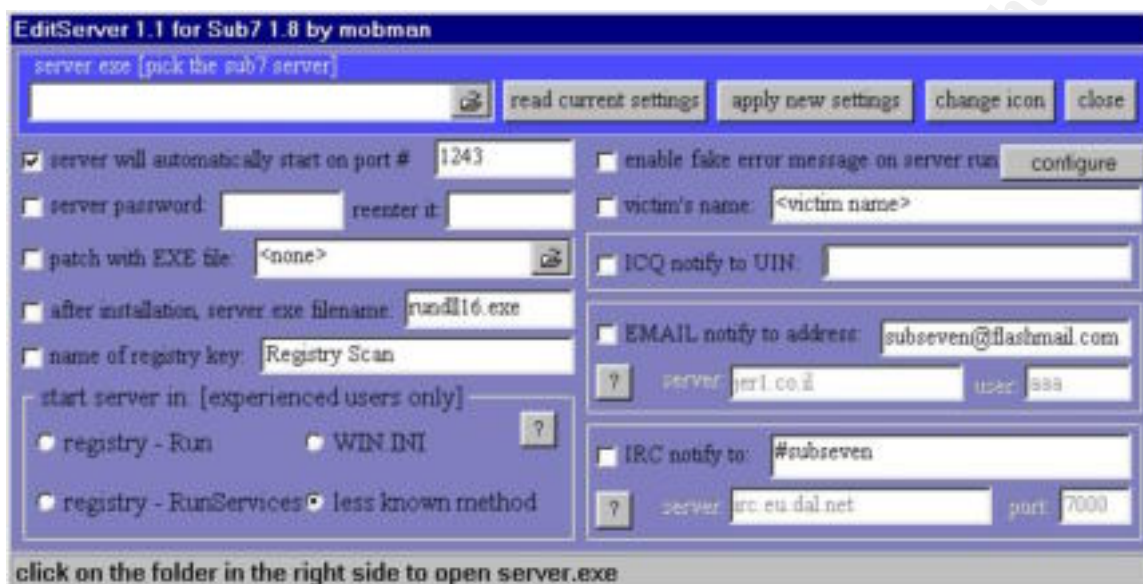 EditServer 1.1 for Sub7 1.8 by mobman
server.exe [pick the sub7 server]
read current settings
apply new settings
change icon
close
server will automatically start on port # 1243
server password:
reenter it:
patch with EXE file: <none>
after installation, server exe filename: rundll16.exe
name of registry key: Registry Scan
start server in: [experienced users only]
?
registry - Run
WIN.INI
registry - RunServices
less known method
enable fake error message on server run
configure
victim's name: <victim name>
ICQ notify to UIN:
EMAIL notify to address: subseven@flashmail.com
? server: jer1.co.il user: aaa
IRC notify to: #subseven
? server: irc.eu.dal.net port: 7000
click on the folder in the right side to open server.exe